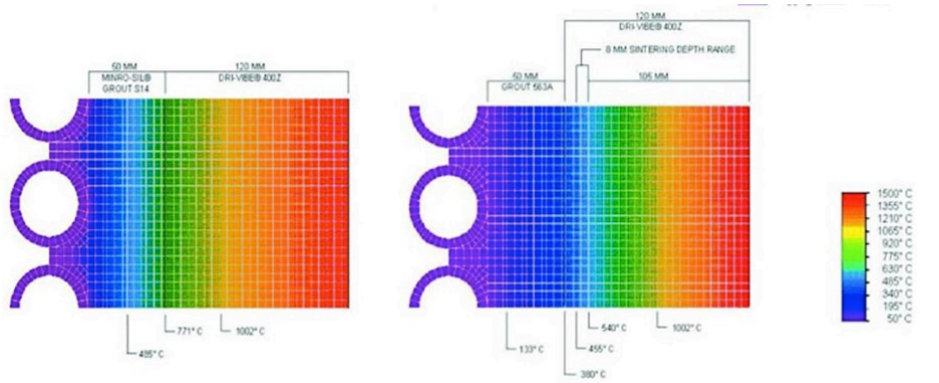 50 MM
MINRO-SIL®
GROUT S14
120 MM
DRI-VIBE® 400Z
485° C
771° C
1002° C
120 MM
DRI-VIBE® 400Z
8 MM SINTERING DEPTH RANGE
50 MM
GROUT 563A
105 MM
133° C
380° C
455° C
540° C
1002° C
1500° C
1355° C
1210° C
1065° C
920° C
775° C
630° C
485° C
340° C
195° C
50° C